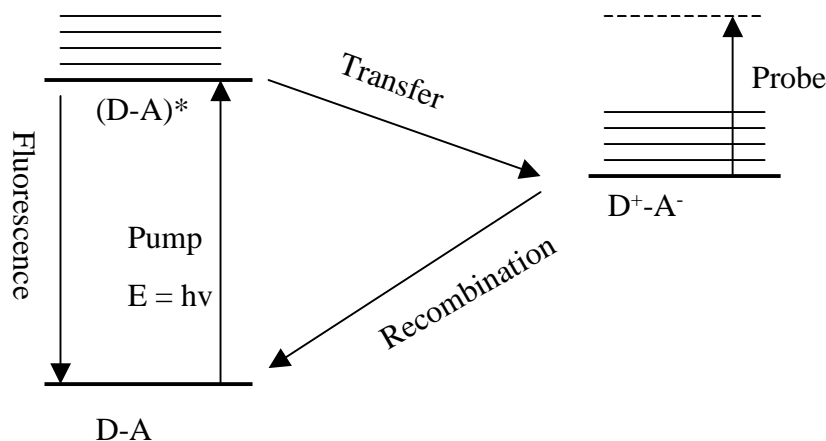 (D-A)*
Transfer
Probe
Fluorescence
D⁺-A⁻
Pump
E = hν
Recombination
D-A